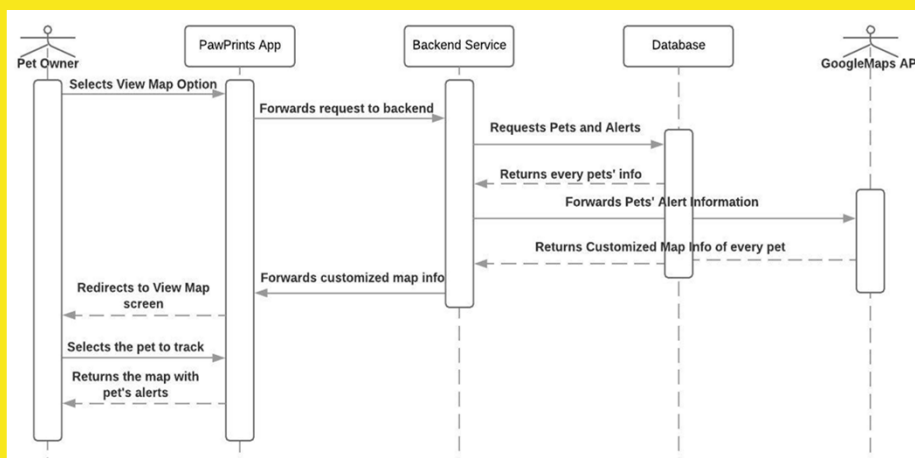 PawPrints App
Backend Service
Database
Pet Owner
GoogleMaps AP
Selects View Map Option
Forwards request to backend
Requests Pets and Alerts
Returns every pets' info
Forwards Pets' Alert Information
Returns Customized Map Info of every pet
Forwards customized map info
Redirects to View Map
screen
Selects the pet to track
Returns the map with
pet's alerts